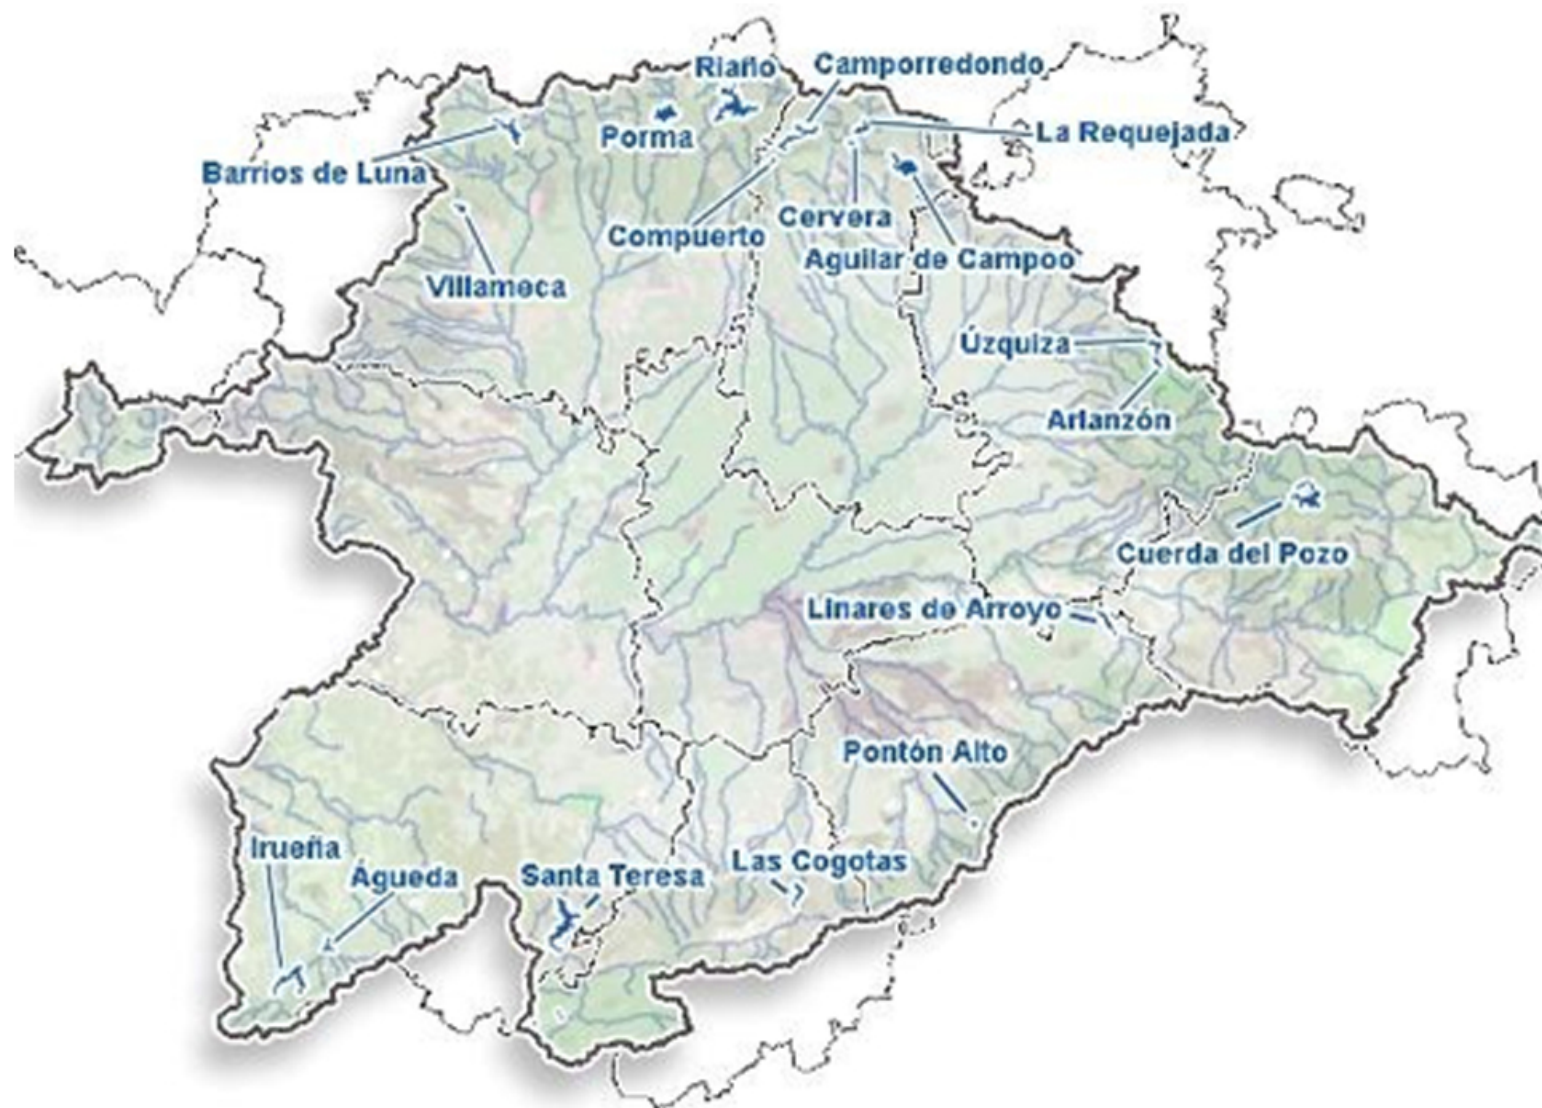 Riaño
Camporredondo
Porma
La Requejada
Barrios de Luna
Cervera
Compuerto
Aguilar de Campoo
Villameca
Úzquiza
Arlanzón
Cuerda del Pozo
Linares de Arroyo
Pontón Alto
Irueña
Águeda
Santa Teresa
Las Cogotas